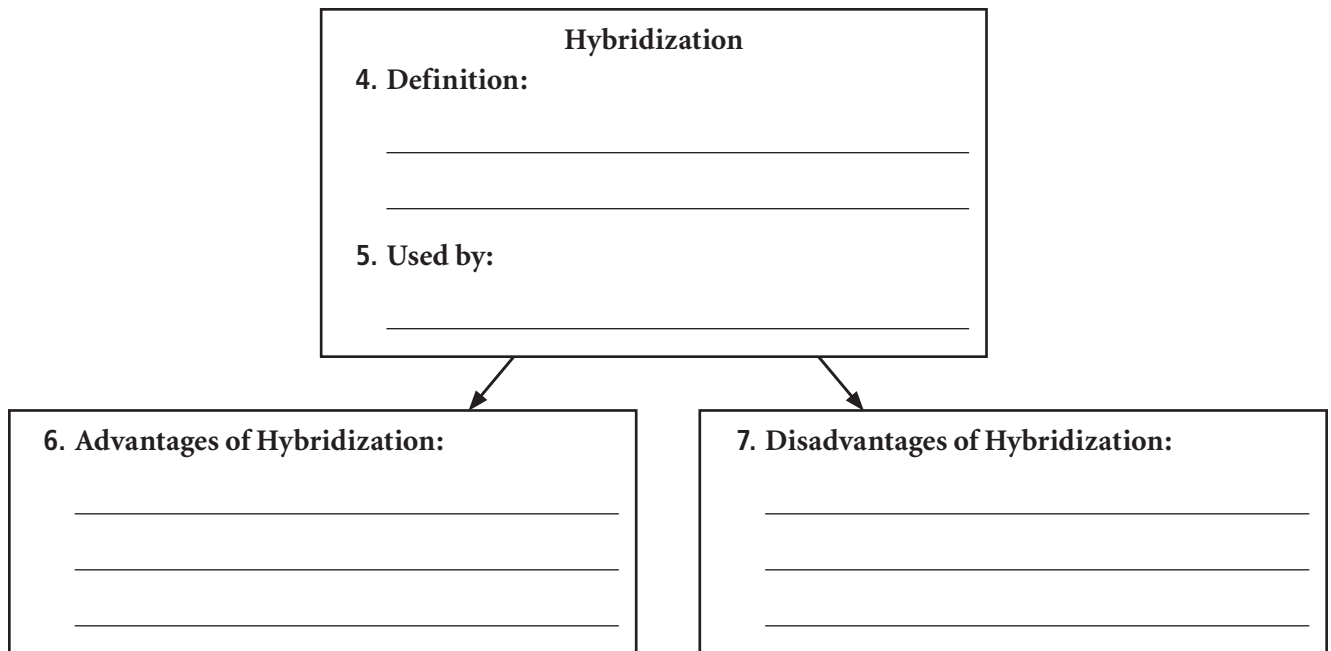 Hybridization
4. Definition:
5. Used by:
6. Advantages of Hybridization:
7. Disadvantages of Hybridization: